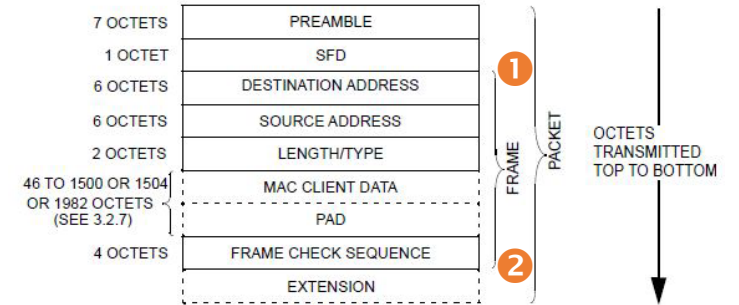 7 OCTETS PREAMBLE
1 OCTET SFD
1
6 OCTETS DESTINATION ADDRESS
6 OCTETS SOURCE ADDRESS
2 OCTETS LENGTH/TYPE
46 TO 1500 OR 1504
OR 1982 OCTETS
(SEE 3.2.7)
MAC CLIENT DATA
PAD
4 OCTETS FRAME CHECK SEQUENCE
2
EXTENSION
FRAME
PACKET
OCTETS
TRANSMITTED
TOP TO BOTTOM